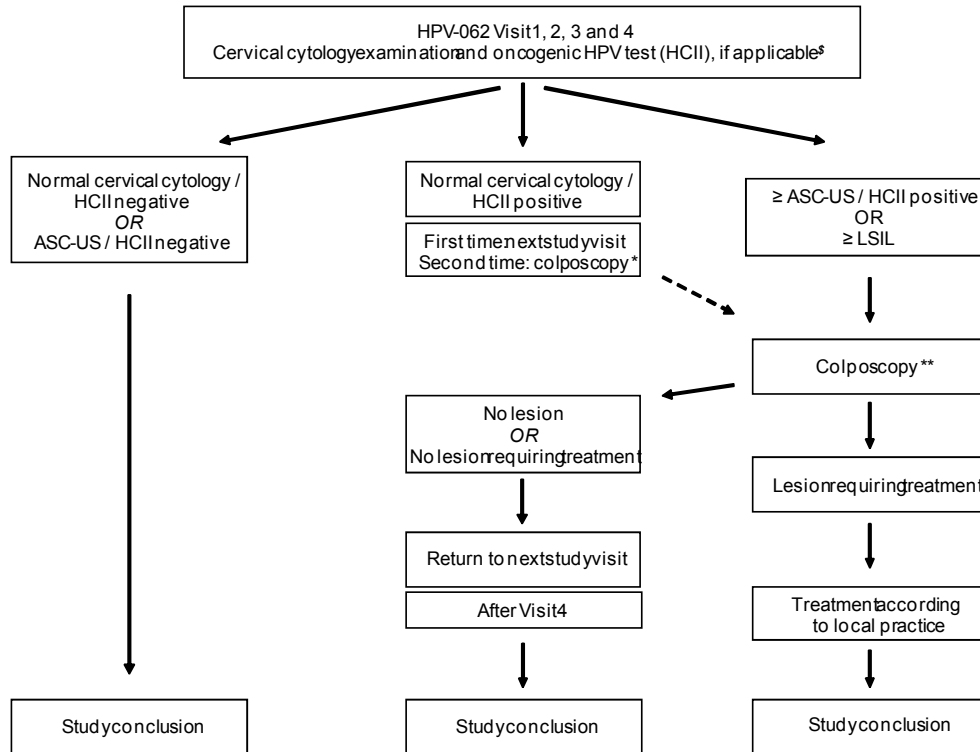 HPV-062 Visit 1, 2, 3 and 4
Cervical cytology examination and oncogenic HPV test (HCII), if applicable$
Normal cervical cytology /
HCII negative
OR
ASC-US / HCII negative
Normal cervical cytology /
HCII positive
First time next study visit
Second time: colposcopy *
≥ ASC-US / HCII positive
OR
≥ LSIL
Colposcopy **
No lesion
OR
No lesion requiring treatment
Lesion requiring treatment
Return to next study visit
After Visit 4
Treatment according
to local practice
Study conclusion
Study conclusion
Study conclusion